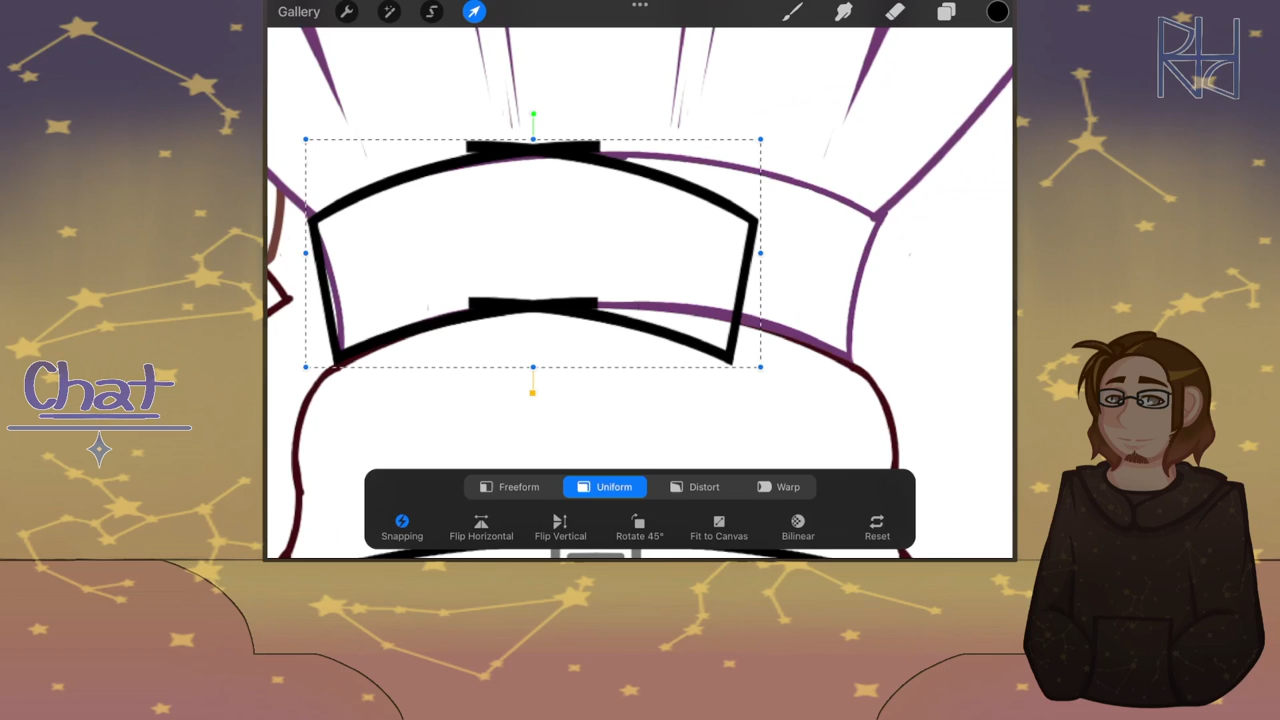 Gallery
Freeform Uniform Distort Warp
Snapping Flip Horizontal Flip Vertical Rotate 45° Fit to Canvas Bilinear Reset
Chat